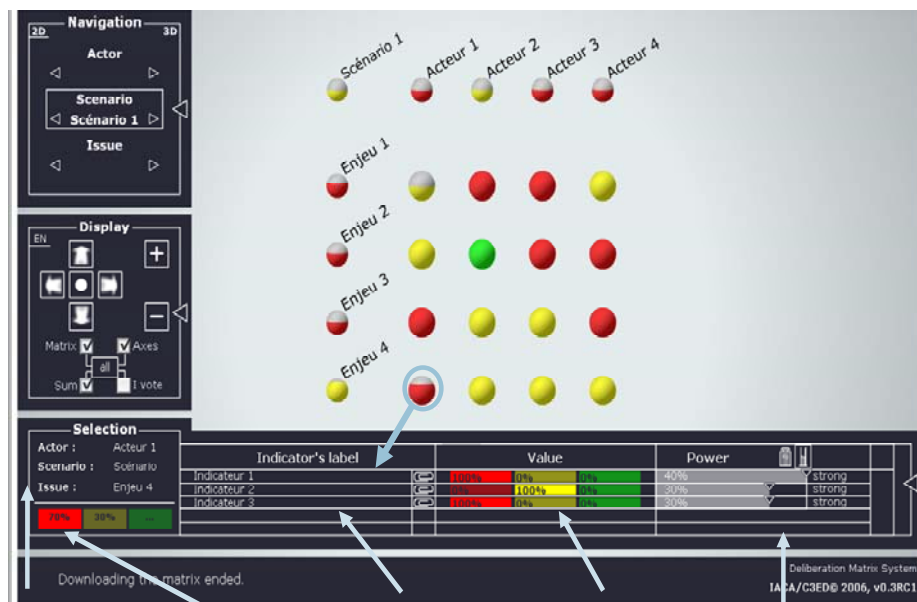 Navigation
2D
3D
Actor
Scenario
Scénario 1
Issue
Display
EN
Matrix
Axes
all
Sum
I vote
Selection
Actor :
Acteur 1
Scenario :
Scénario
Issue :
Enjeu 4
70%
30%
...
Scénario 1
Acteur 1
Acteur 2
Acteur 3
Acteur 4
Enjeu 1
Enjeu 2
Enjeu 3
Enjeu 4
Indicator's label
Value
Power
Indicateur 1
100%
0%
0%
40%
strong
Indicateur 2
0%
100%
0%
30%
strong
Indicateur 3
100%
0%
0%
30%
strong
Downloading the matrix ended.
Deliberation Matrix System
IACA/C3ED© 2006, v0.3RC1